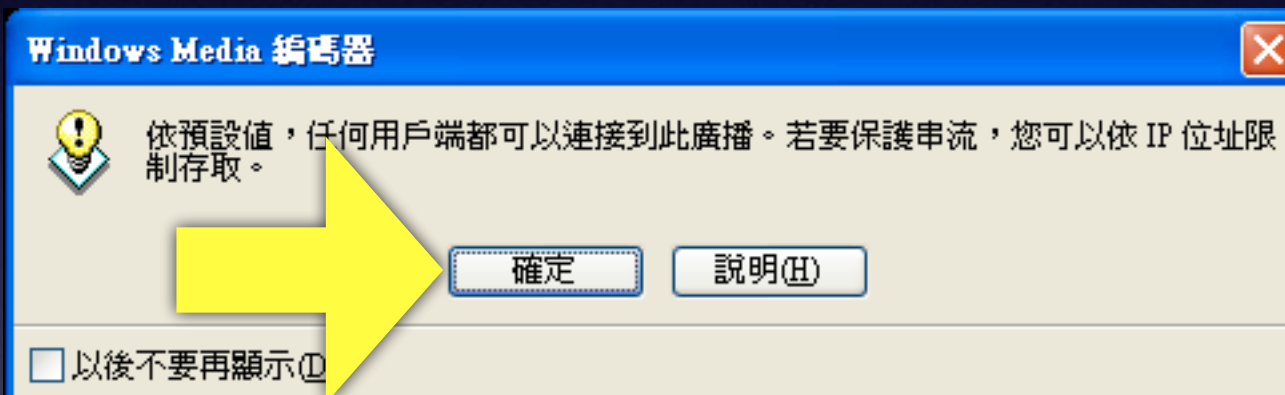 Windows Media 編碼器
依預設值，任何用戶端都可以連接到此廣播。若要保護串流，您可以依 IP 位址限
制存取。
確定
說明(H)
以後不要再顯示(D